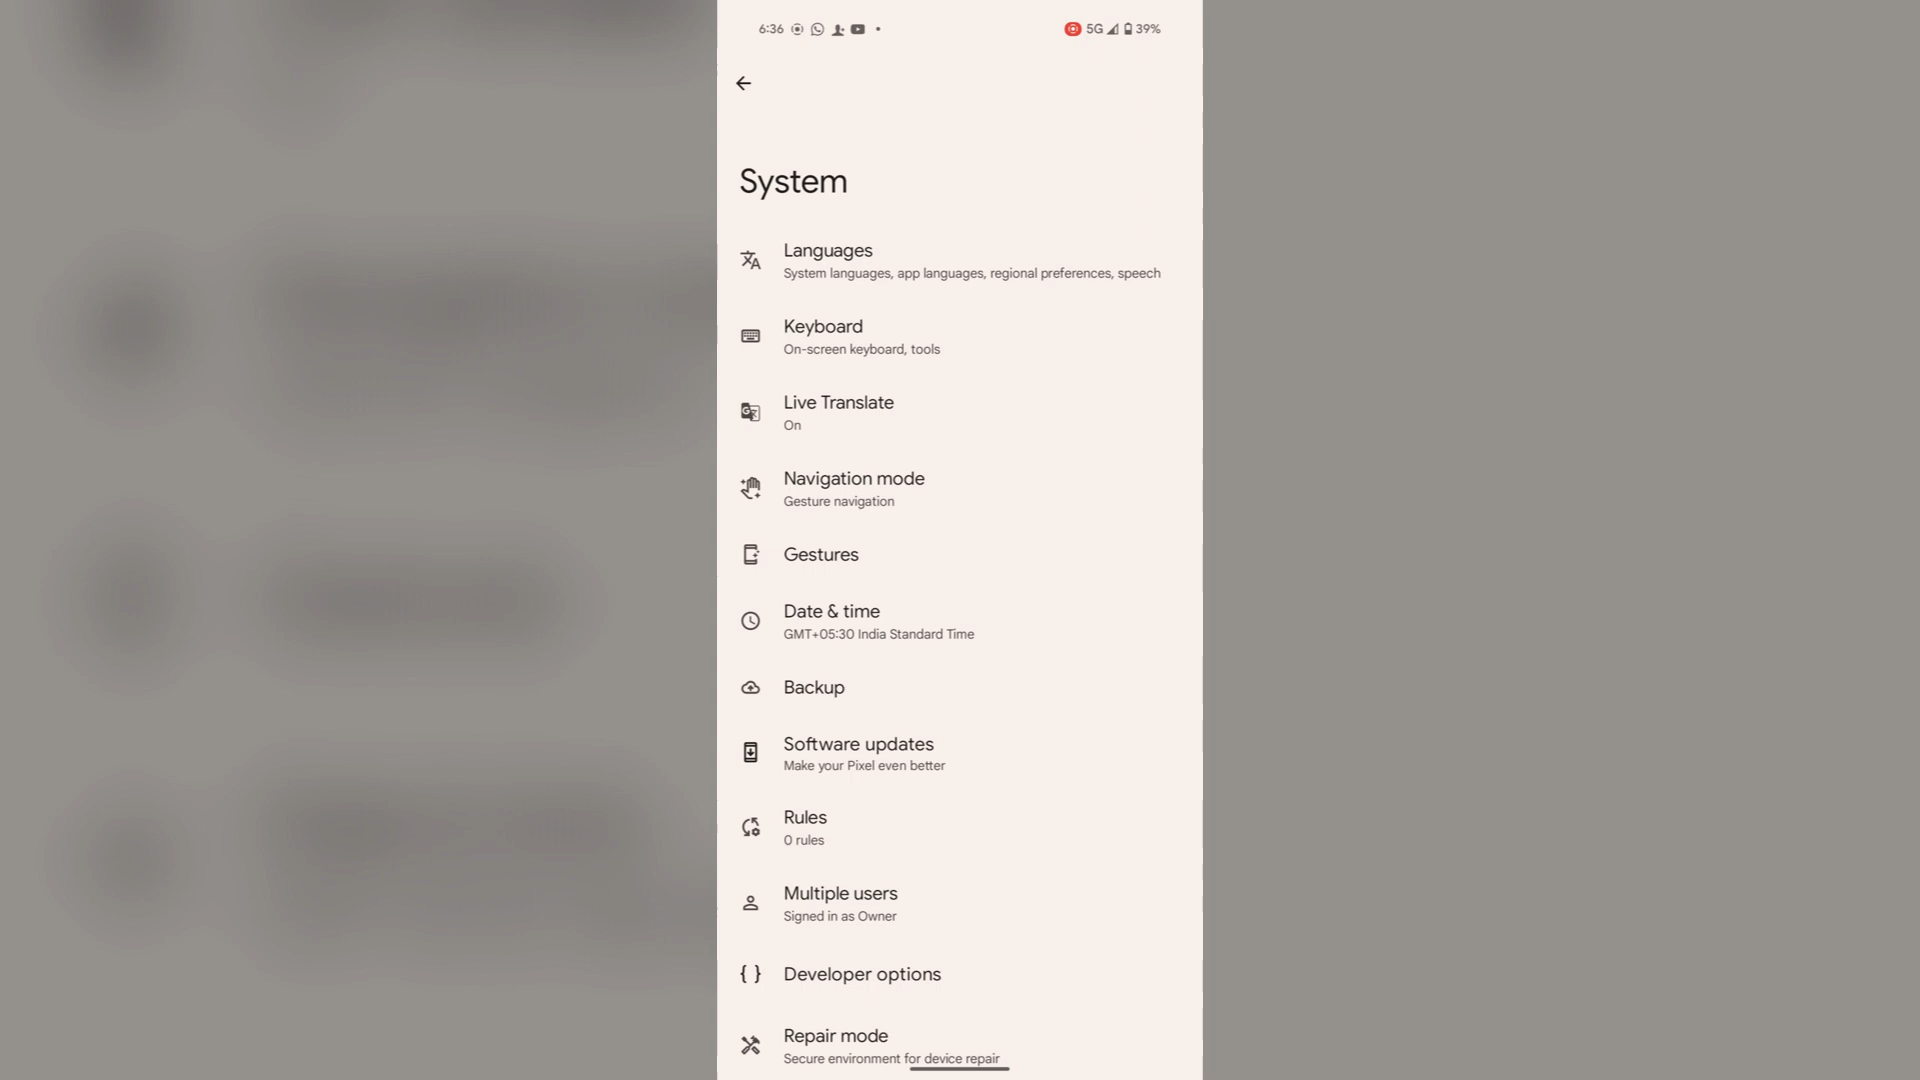 6:36
5G 39%
System
Languages
System languages, app languages, regional preferences, speech
Keyboard
On-screen keyboard, tools
Live Translate
On
Navigation mode
Gesture navigation
Gestures
Date & time
GMT+05:30 India Standard Time
Backup
Software updates
Make your Pixel even better
Rules
0 rules
Multiple users
Signed in as Owner
Developer options
Repair mode
Secure environment for device repair